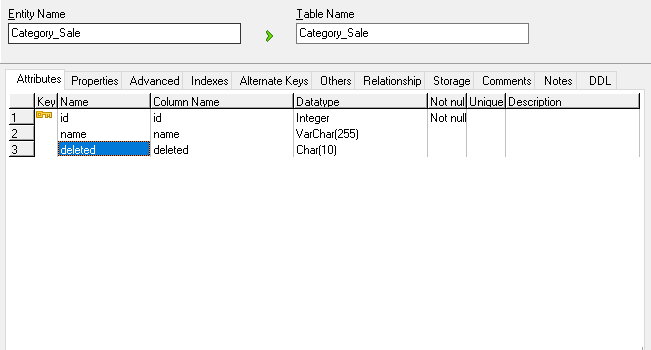 Entity Name
Table Name
Category_Sale
Category_Sale
Attributes Properties Advanced Indexes Alternate Keys Others Relationship Storage Comments Notes DDL
Key Name Column Name Datatype Not nul Unique Description
1 id id Integer Not null
2 name name VarChar(255)
3 deleted deleted Char(10)